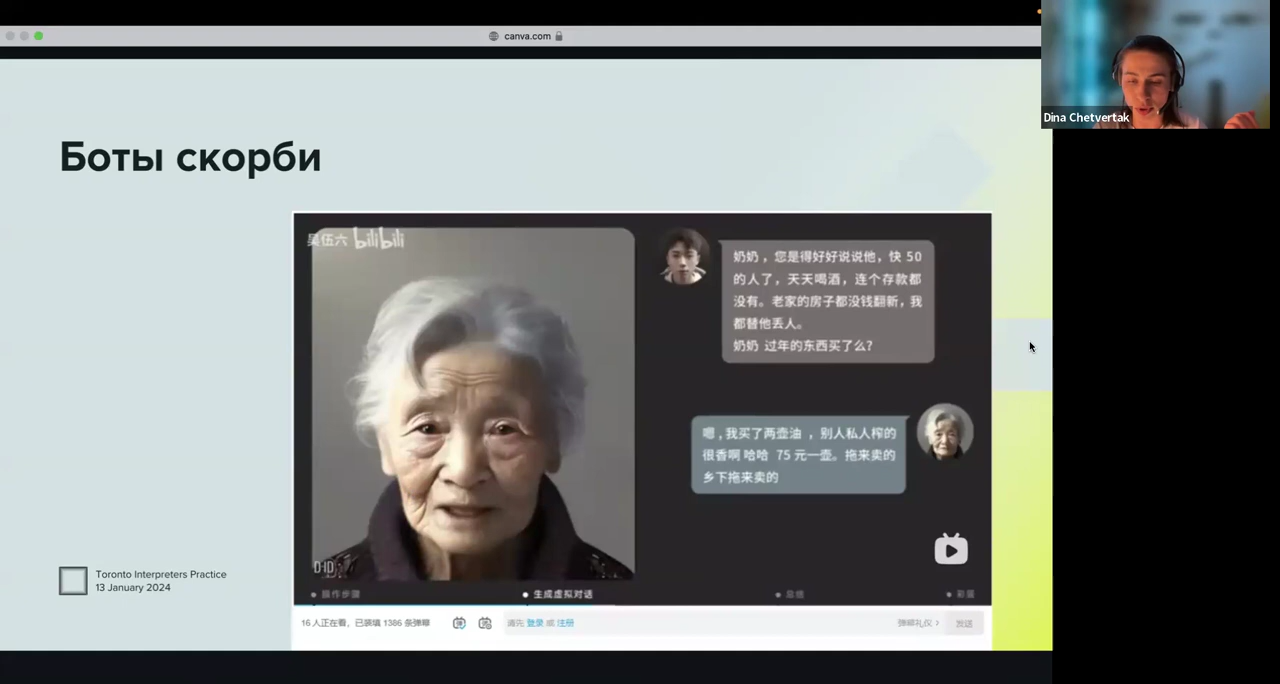 canva.com
Dina Chetvertak
Боты скорби
吴伍六 bilibili
奶奶，您是得好好说说他，快 50
的人了，天天喝酒，连个存款都
没有。老家的房子都没钱翻新，我
都替他丢人。
奶奶 过年的东西买了么？
嗯，我买了两壶油 ，别人私人榨的
很香啊 哈哈 75 元一壶。拖来卖的
乡下拖来卖的
D-ID
操作步骤
生成虚拟对话
总结
彩蛋
16 人正在看，已装填 1386 条弹幕
请先 登录 或 注册
弹幕礼仪 ›
发送
Toronto Interpreters Practice
13 January 2024